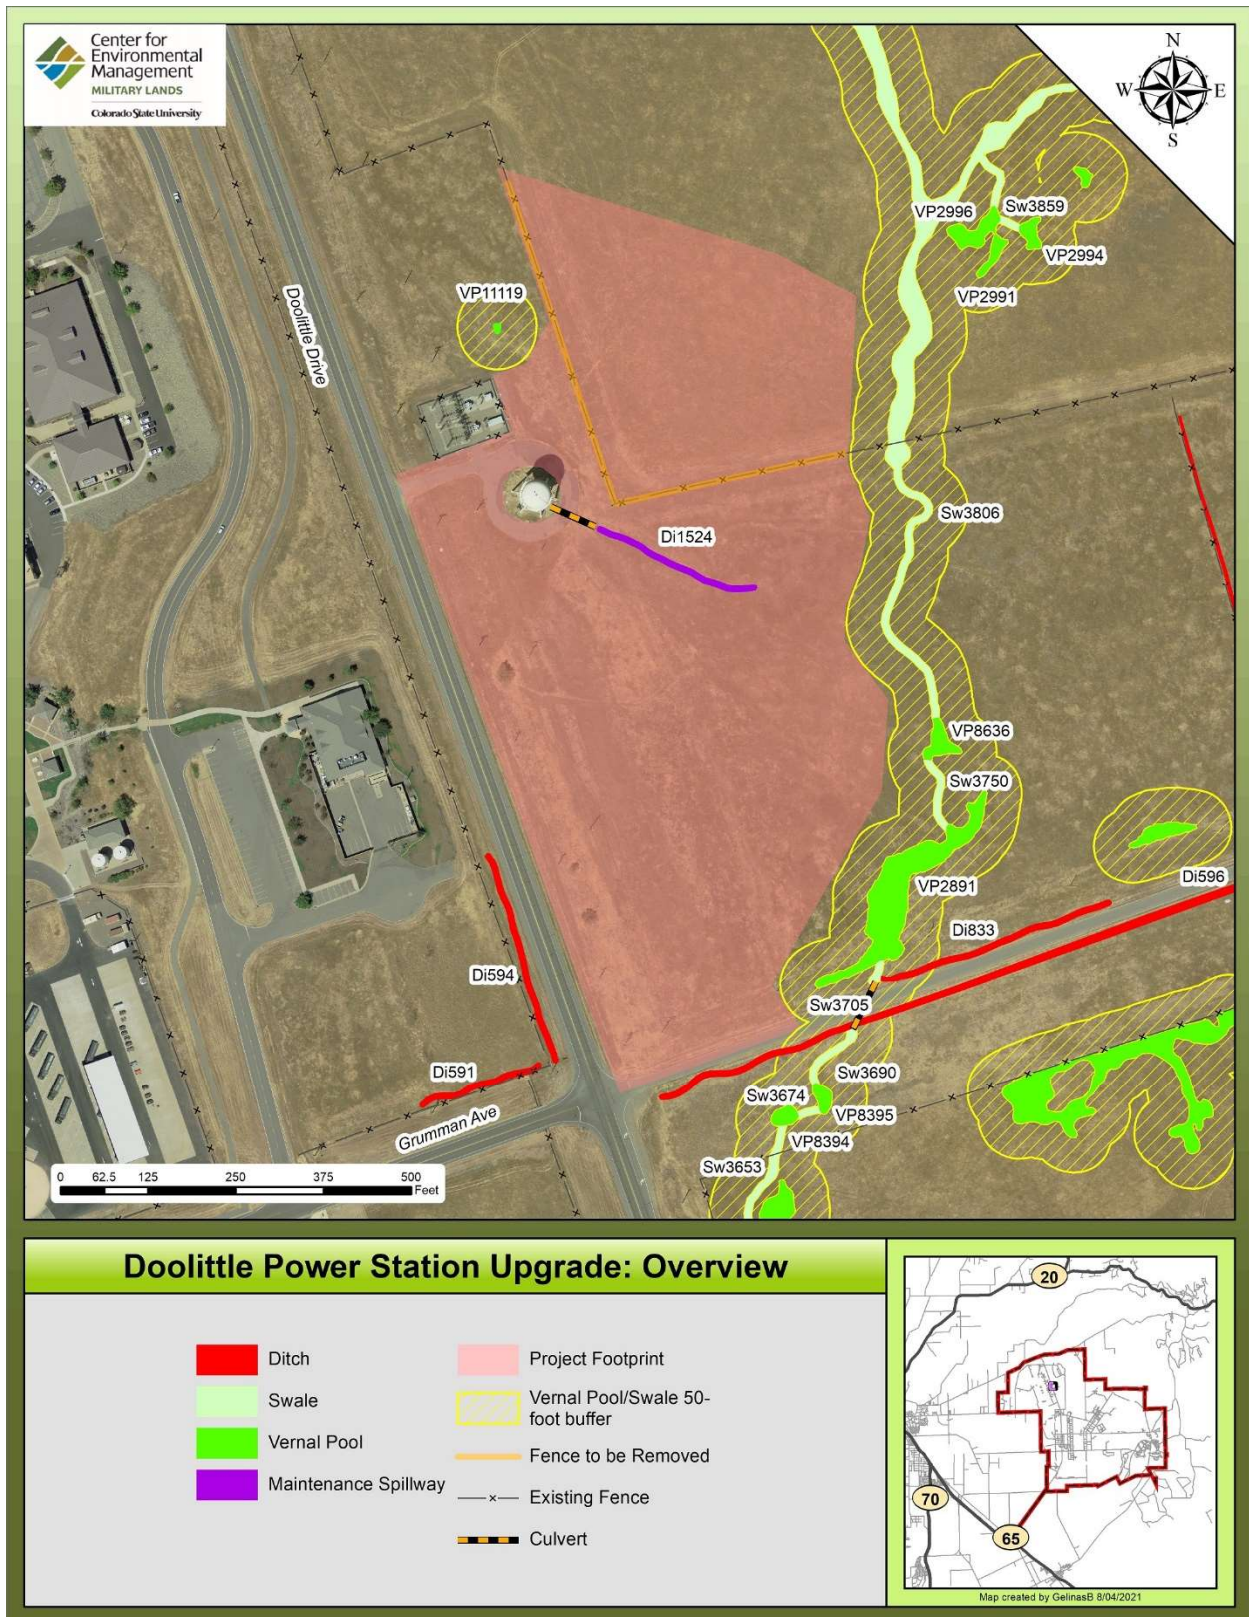 Center for
Environmental
Management
MILITARY LANDS
Colorado State University
N
W E
S
Sw3859
VP2996
VP2994
VP2991
VP11119
Doolittle Drive
Sw3806
Di1524
VP8636
Sw3750
VP2891
Di596
Di833
Di594
Sw3705
Di591
Sw3690
Sw3674
VP8395
Grumman Ave
VP8394
Sw3653
0 62.5 125 250 375 500
Feet
Doolittle Power Station Upgrade: Overview
Ditch
Swale
Vernal Pool
Maintenance Spillway
Project Footprint
Vernal Pool/Swale 50-
foot buffer
Fence to be Removed
Existing Fence
Culvert
20
70
65
Map created by GelinasB 8/04/2021